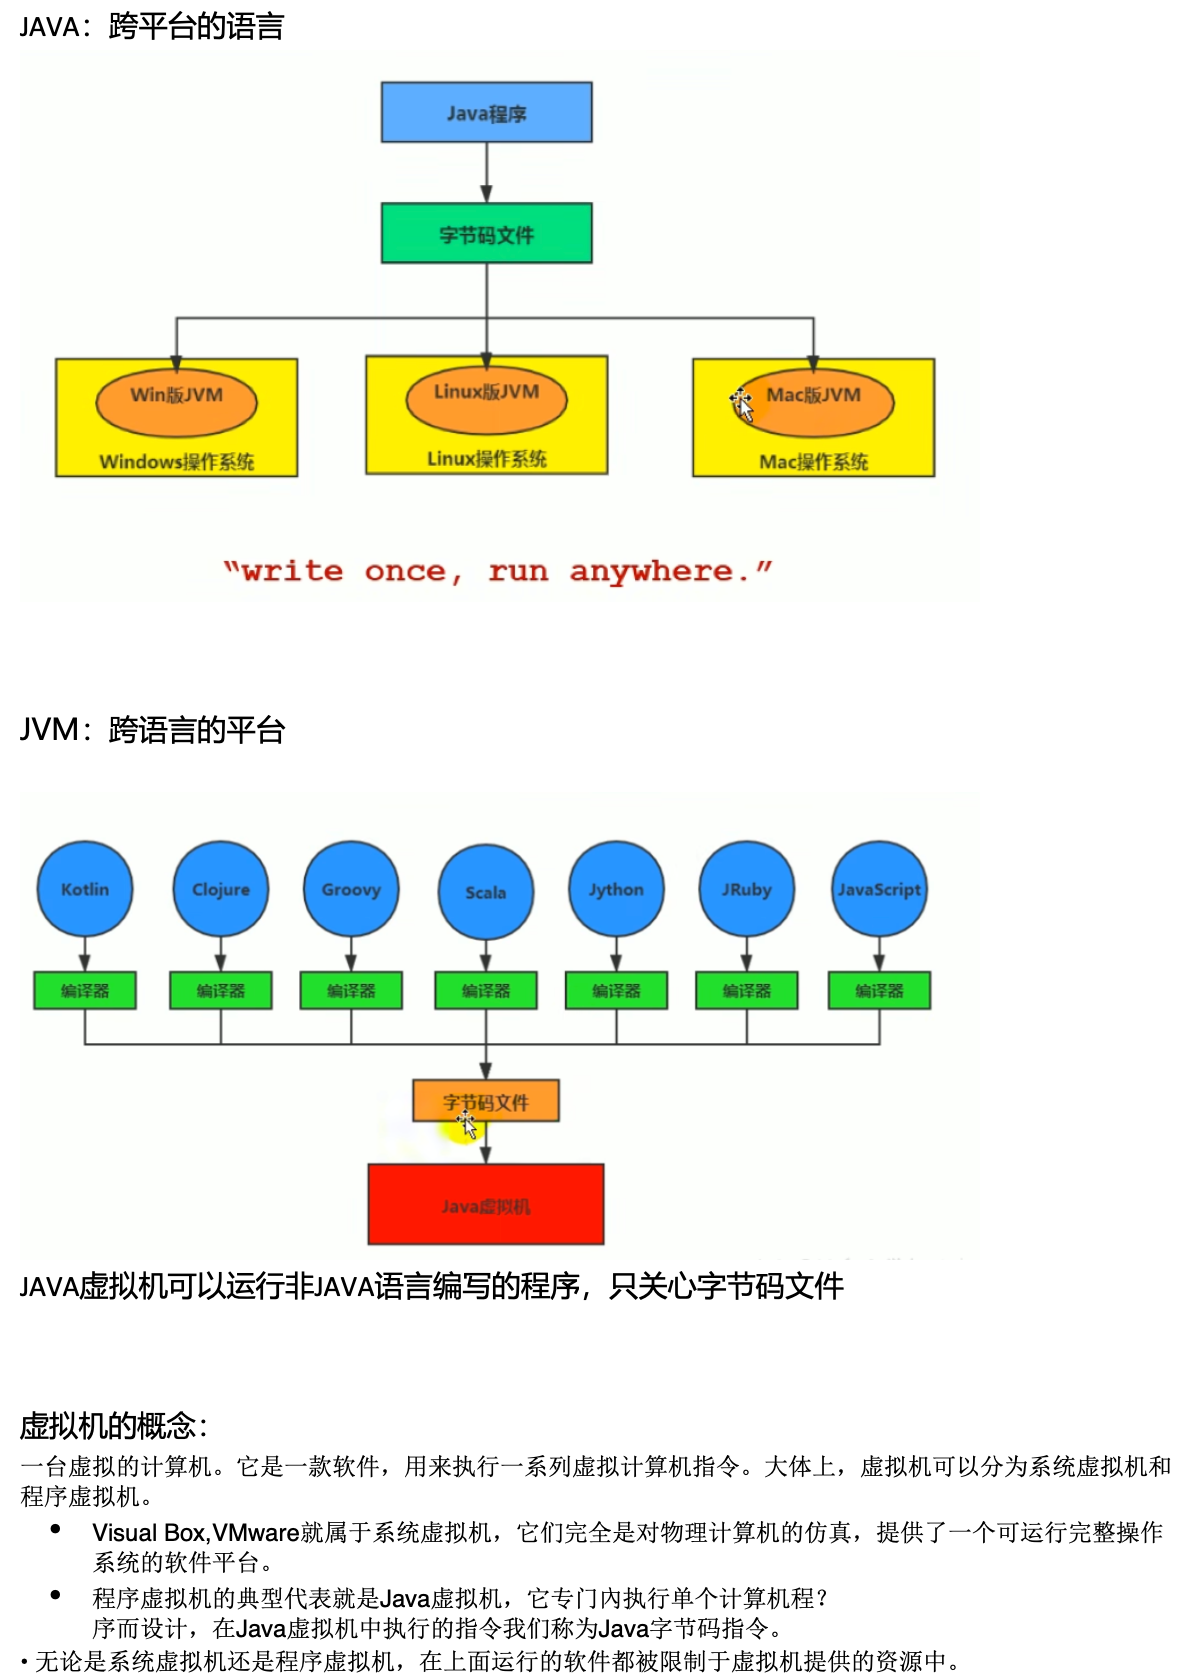 JAVA：跨平台的语言
Java程序
字节码文件
Win版JVM
Linux版JVM
Mac版JVM
Windows操作系统
Linux操作系统
Mac操作系统
“write once, run anywhere.”
JVM：跨语言的平台
Kotlin
Clojure
Groovy
Scala
Jython
JRuby
JavaScript
编译器
编译器
编译器
编译器
编译器
编译器
编译器
字节码文件
Java虚拟机
JAVA虚拟机可以运行非JAVA语言编写的程序，只关心字节码文件
虚拟机的概念：
一台虚拟的计算机。它是一款软件，用来执行一系列虚拟计算机指令。大体上，虚拟机可以分为系统虚拟机和
程序虚拟机。
• Visual Box,VMware就属于系统虚拟机，它们完全是对物理计算机的仿真，提供了一个可运行完整操作
系统的软件平台。
• 程序虚拟机的典型代表就是Java虚拟机，它专门內执行单个计算机程？
序而设计，在Java虚拟机中执行的指令我们称为Java字节码指令。
• 无论是系统虚拟机还是程序虚拟机，在上面运行的软件都被限制于虚拟机提供的资源中。